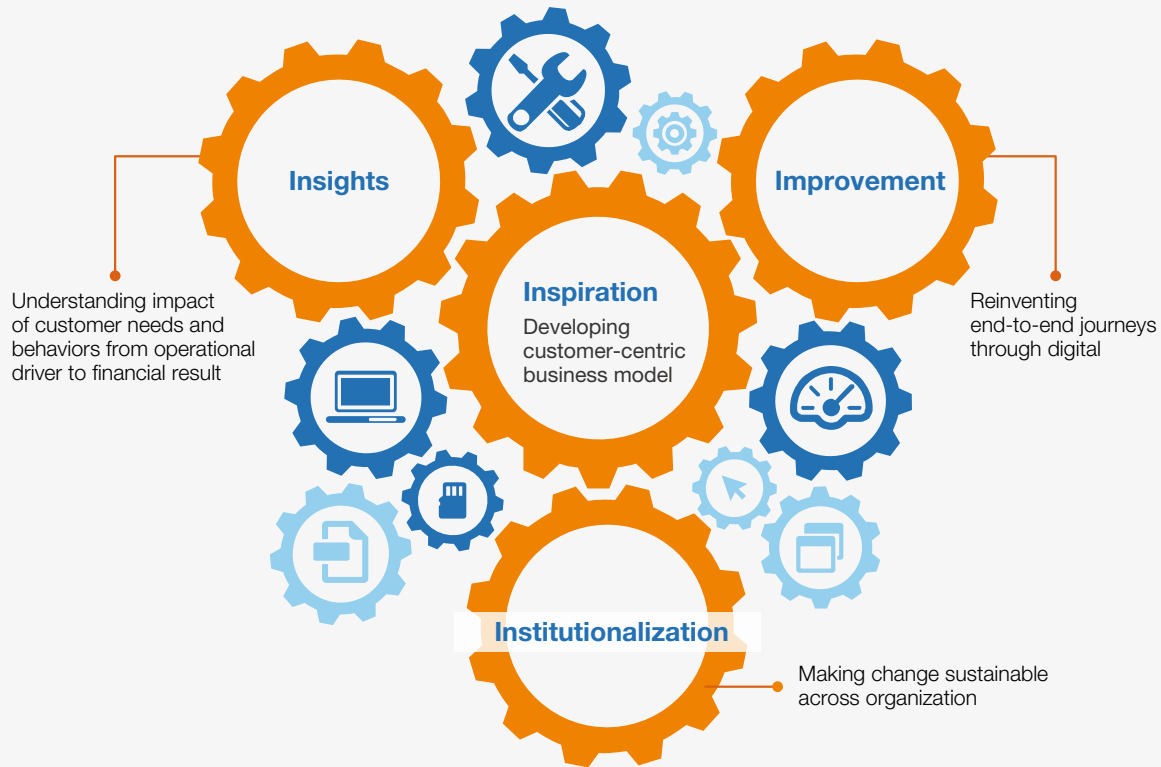 Insights
Understanding impact
of customer needs and
behaviors from operational
driver to financial result
Inspiration
Developing
customer-centric
business model
Improvement
Reinventing
end-to-end journeys
through digital
Institutionalization
Making change sustainable
across organization